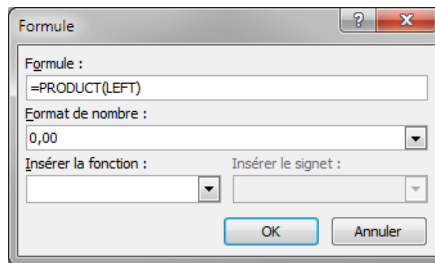 Formule
Formule :
=PRODUCT(LEFT)
Format de nombre :
0,00
Insérer la fonction : Insérer le signet :
OK Annuler